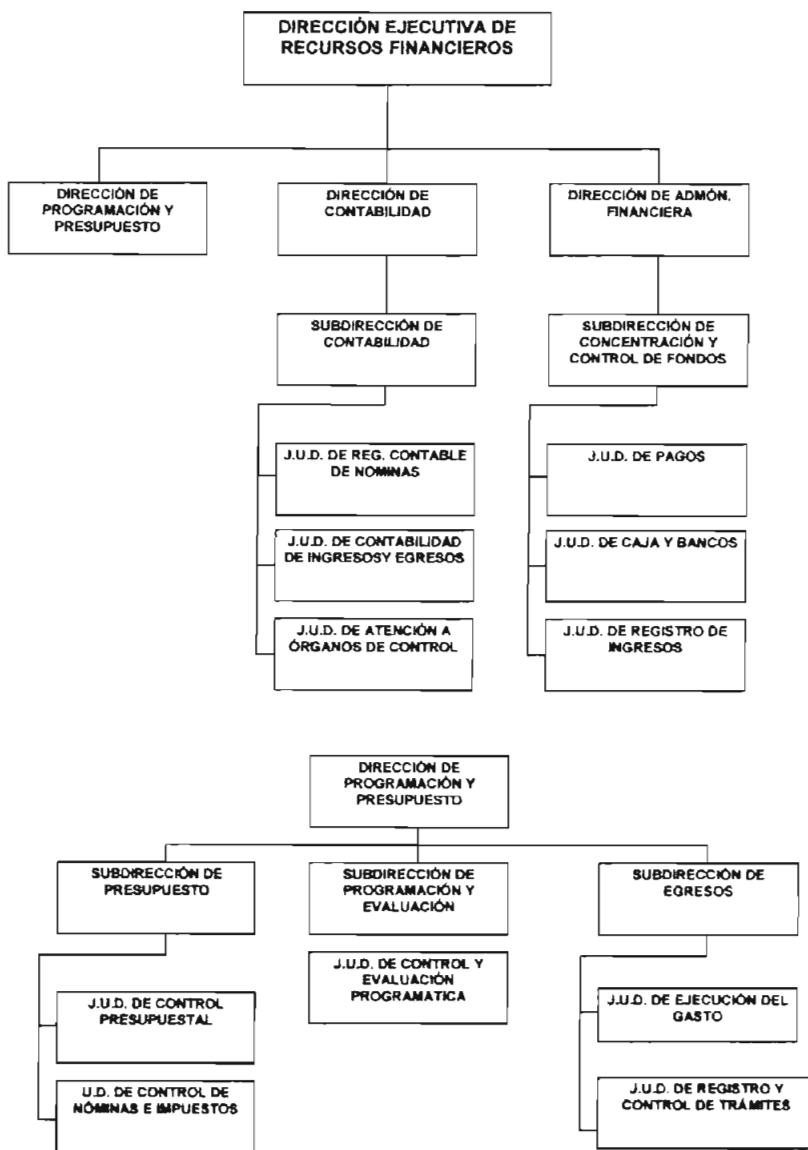 DIRECCIÓN EJECUTIVA DE
RECURSOS FINANCIEROS
DIRECCIÓN DE
PROGRAMACIÓN Y
PRESUPUESTO
DIRECCIÓN DE
CONTABILIDAD
DIRECCIÓN DE ADMÓN.
FINANCIERA
SUBDIRECCIÓN DE
CONTABILIDAD
SUBDIRECCIÓN DE
CONCENTRACIÓN Y
CONTROL DE FONDOS
J.U.D. DE REG. CONTABLE
DE NOMINAS
J.U.D. DE PAGOS
J.U.D. DE CONTABILIDAD
DE INGRESOS Y EGRESOS
J.U.D. DE CAJA Y BANCOS
J.U.D. DE ATENCIÓN A
ÓRGANOS DE CONTROL
J.U.D. DE REGISTRO DE
INGRESOS
DIRECCIÓN DE
PROGRAMACIÓN Y
PRESUPUESTO
SUBDIRECCIÓN DE
PRESUPUESTO
SUBDIRECCIÓN DE
PROGRAMACIÓN Y
EVALUACIÓN
SUBDIRECCIÓN DE
EGRESOS
J.U.D. DE CONTROL
PRESUPUESTAL
J.U.D. DE CONTROL Y
EVALUACIÓN
PROGRAMATICA
J.U.D. DE EJECUCIÓN DEL
GASTO
U.D. DE CONTROL DE
NÓMINAS E IMPUESTOS
J.U.D. DE REGISTRO Y
CONTROL DE TRÁMITES